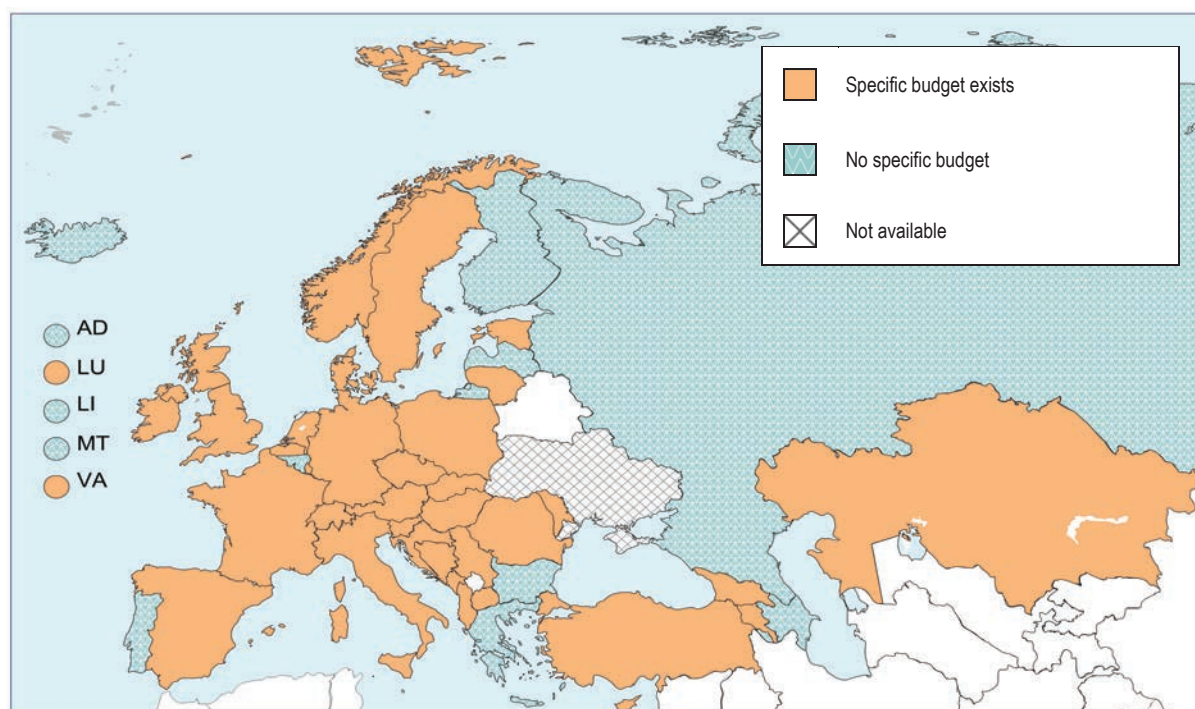 Specific budget exists
No specific budget
Not available
AD
LU
LI
MT
VA